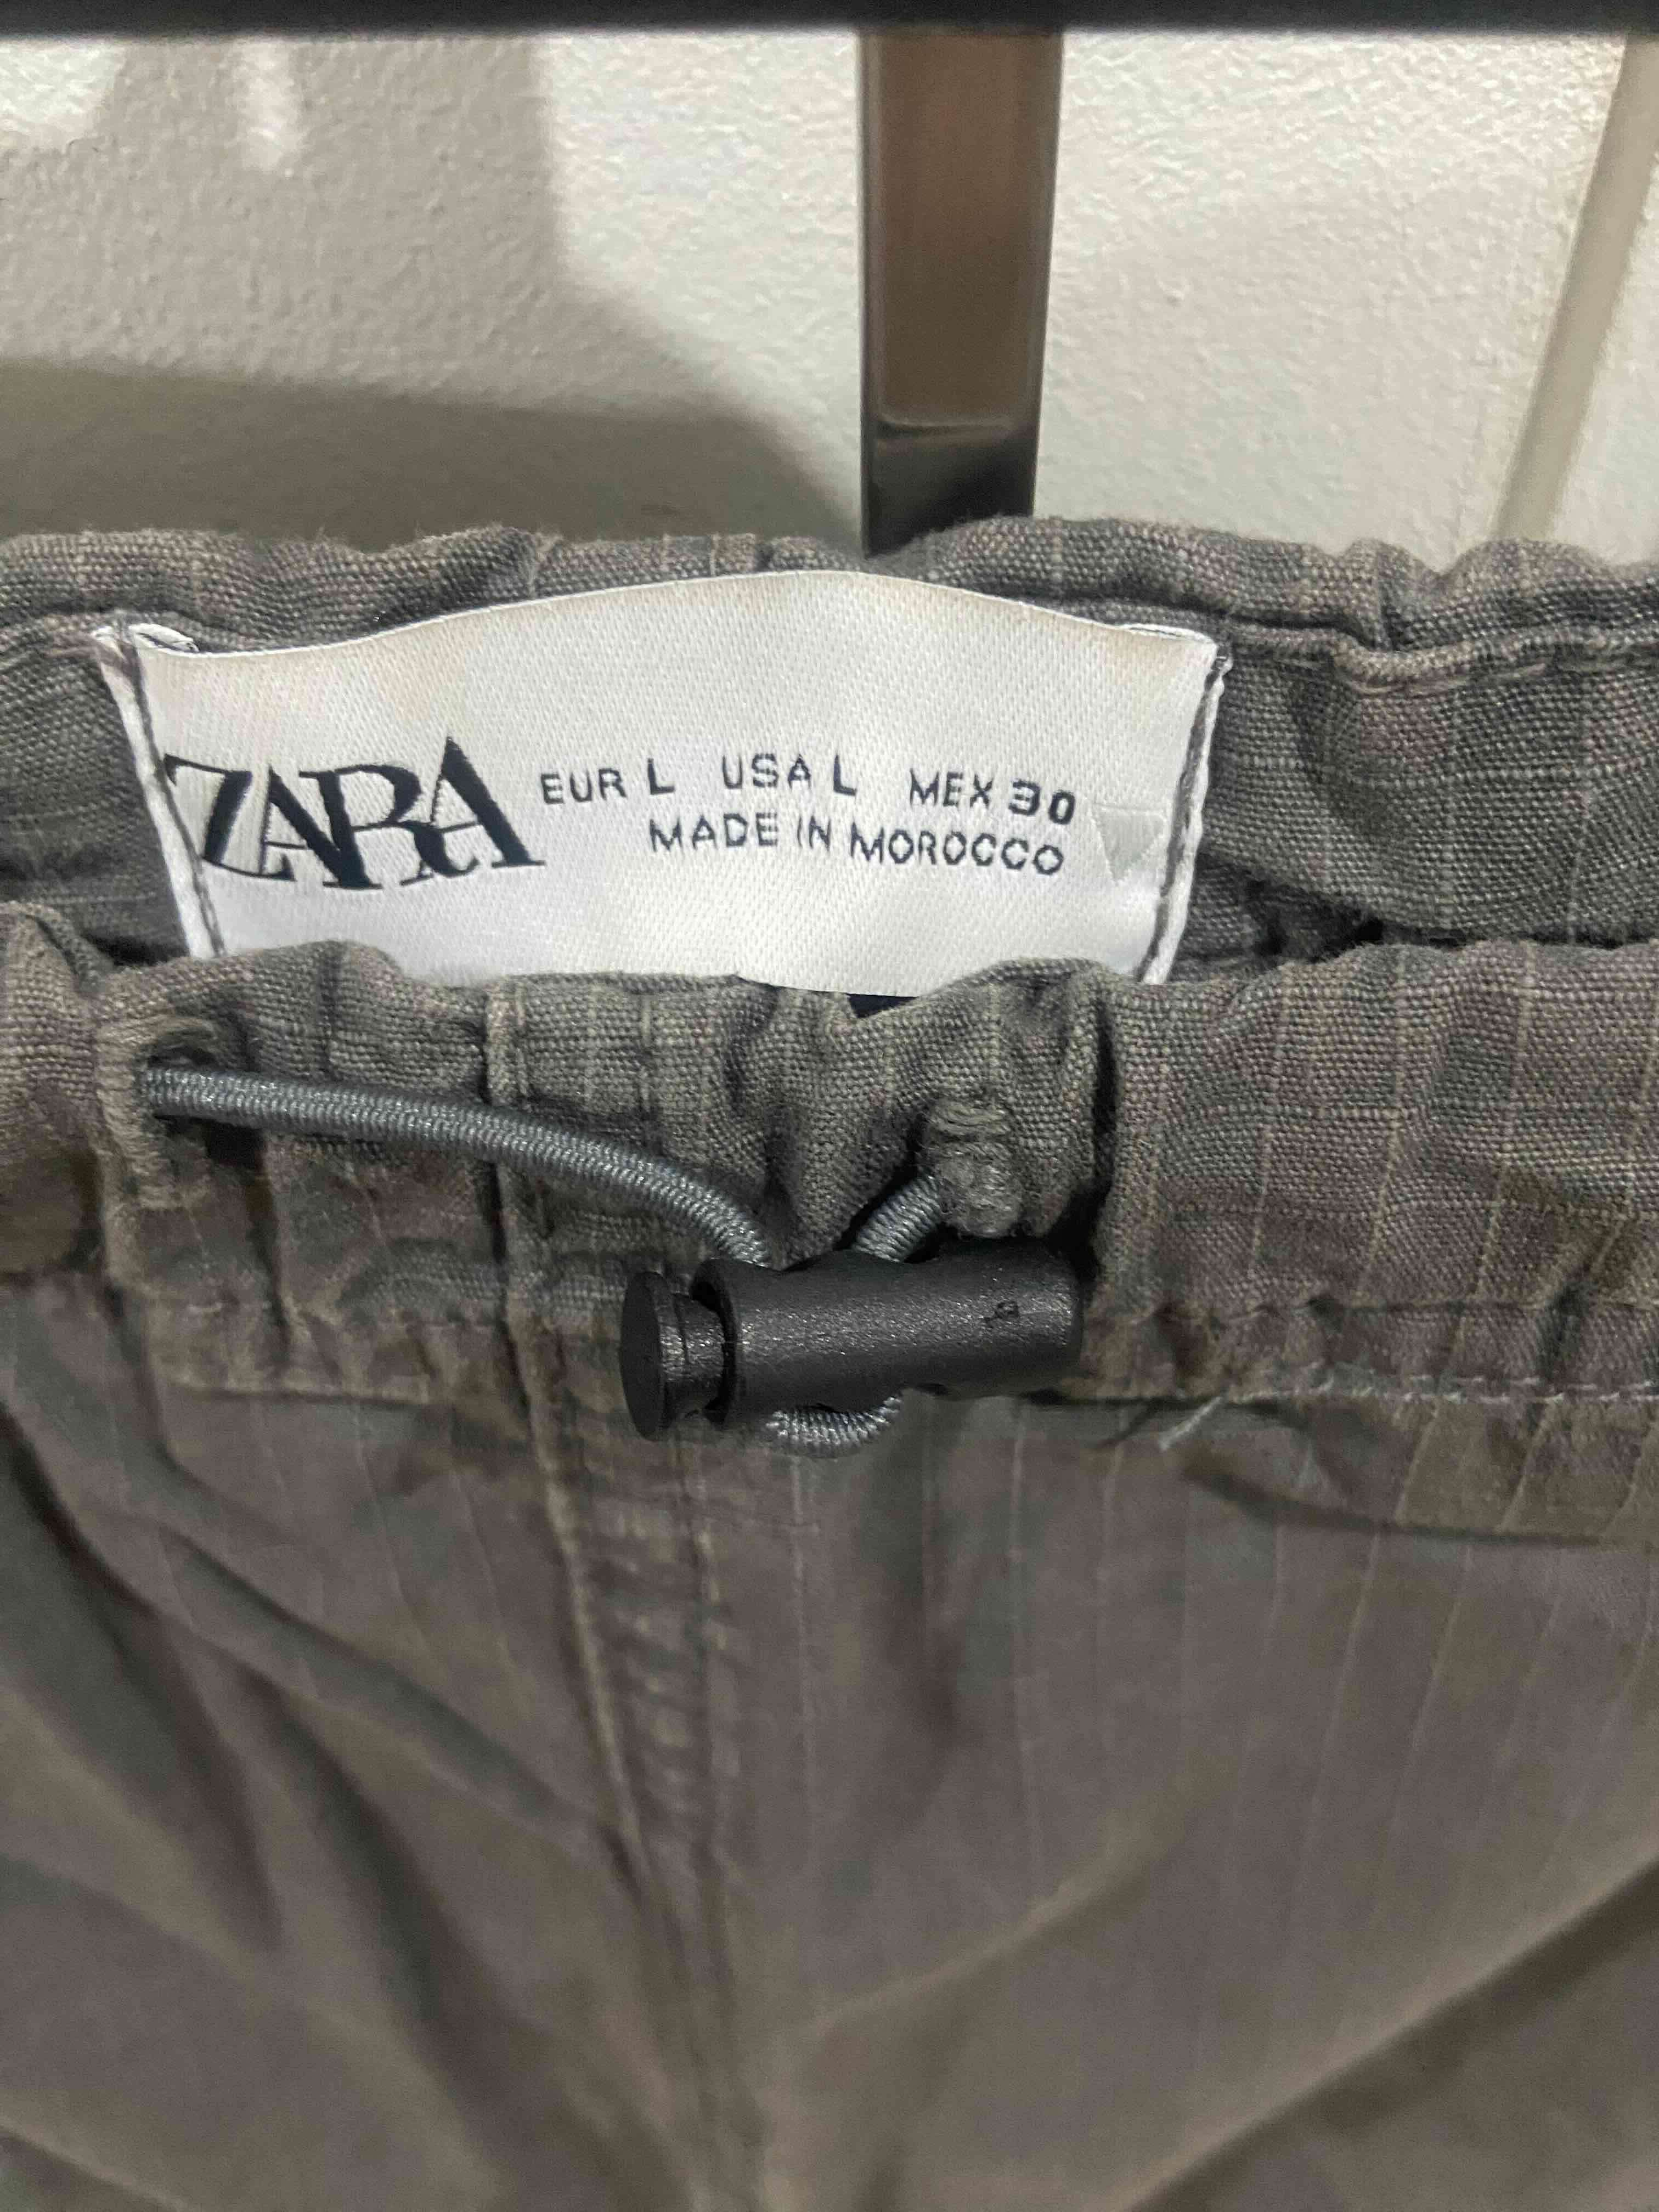 ZARA EUR L USA L MEX 30
MADE IN MOROCCO